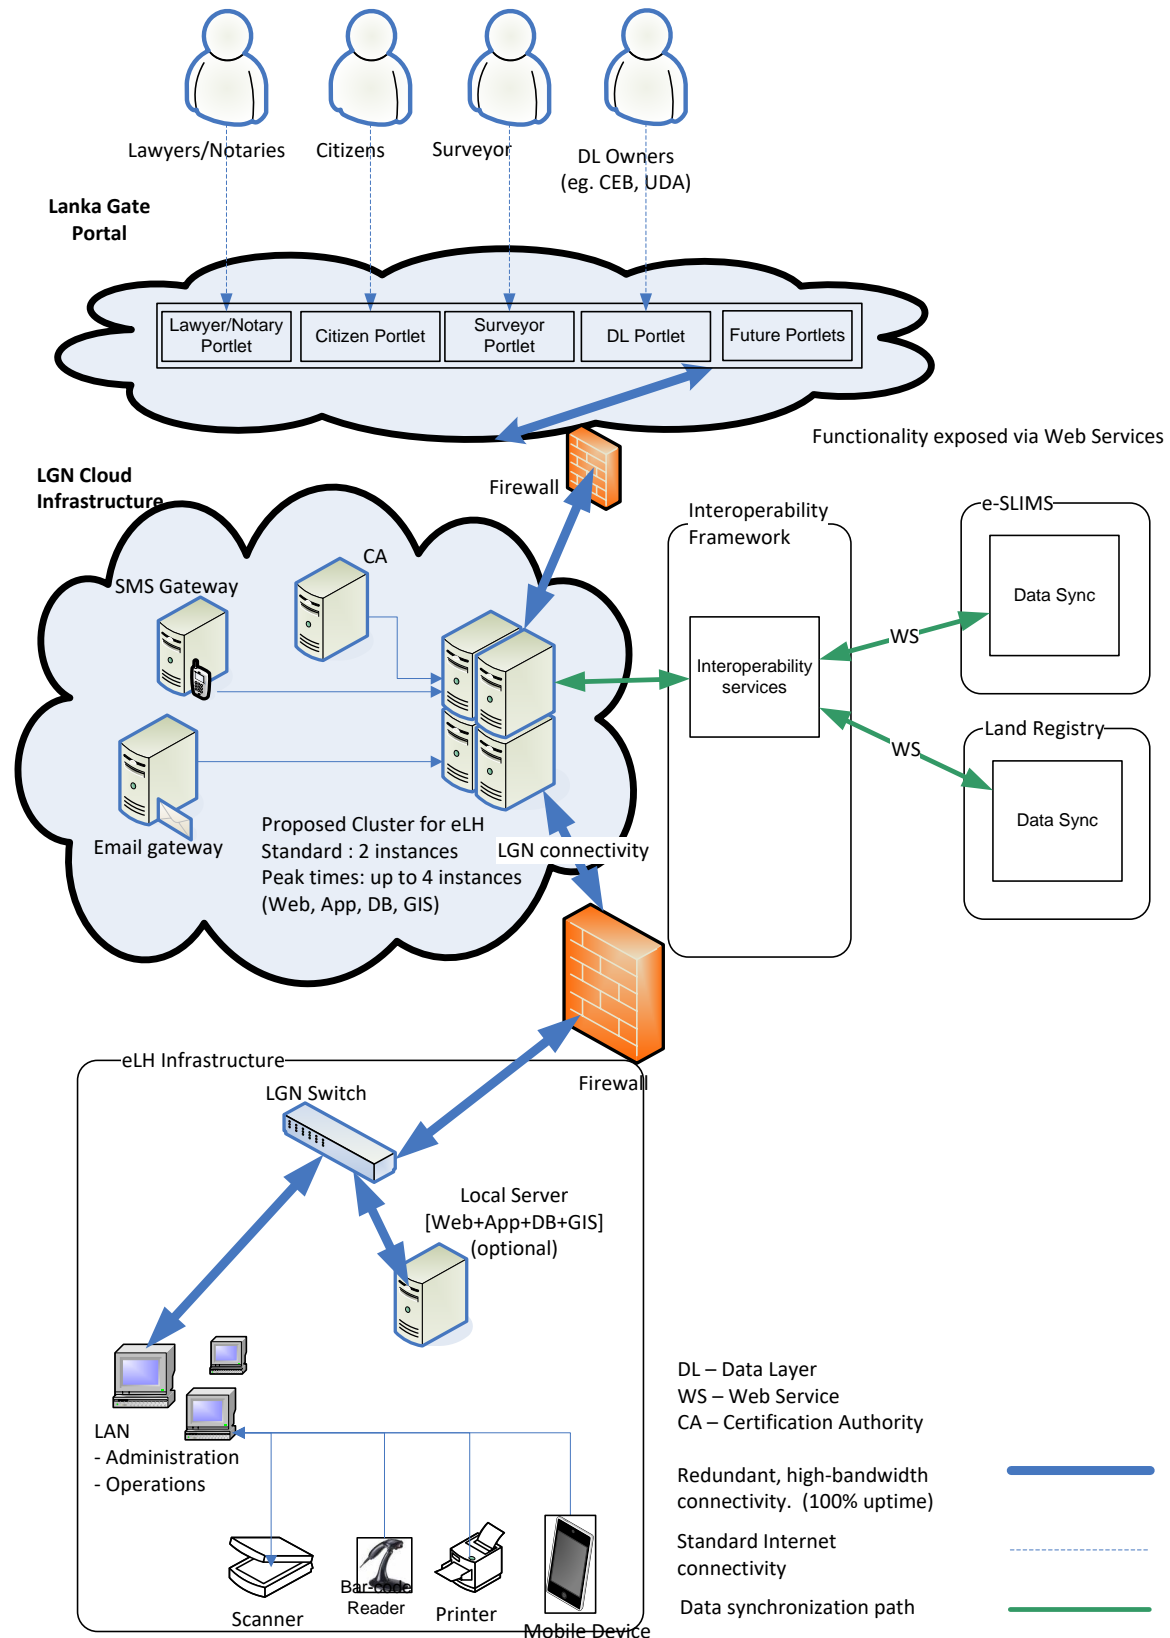 Lawyers/Notaries
Citizens
Surveyor
DL Owners
(eg. CEB, UDA)
Lanka Gate
Portal
Lawyer/Notary
Portlet
Citizen Portlet
Surveyor
Portlet
DL Portlet
Future Portlets
Functionality exposed via Web Services
LGN Cloud
Infrastructure
Firewall
CA
SMS Gateway
Email gateway
Proposed Cluster for eLH
Standard : 2 instances
Peak times: up to 4 instances
(Web, App, DB, GIS)
LGN connectivity
Interoperability
Framework
Interoperability
services
WS
WS
e-SLIMS
Data Sync
Land Registry
Data Sync
Firewall
eLH Infrastructure
LGN Switch
Local Server
[Web+App+DB+GIS]
(optional)
LAN
- Administration
- Operations
Scanner
Bar-code
Reader
Printer
Mobile Device
DL – Data Layer
WS – Web Service
CA – Certification Authority
Redundant, high-bandwidth
connectivity.  (100% uptime)
Standard Internet
connectivity
Data synchronization path